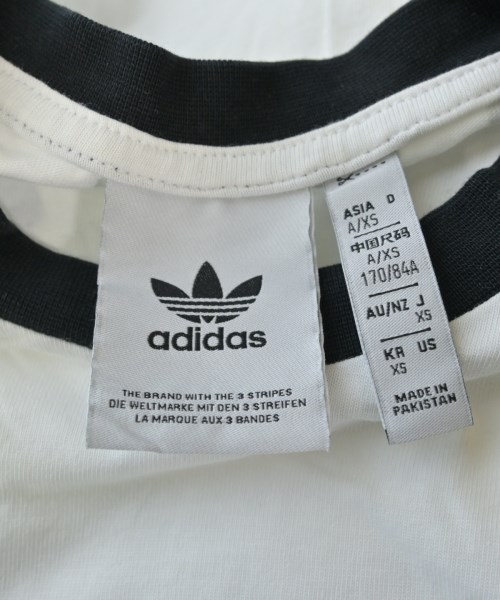 adidas
THE BRAND WITH THE 3 STRIPES
DIE WELTMARKE MIT DEN 3 STREIFEN
LA MARQUE AUX 3 BANDES
ASIA D
A/XS
中国尺码
A/XS
170/84A
AU/NZ J
XS
KR US
XS
MADE IN
PAKISTAN